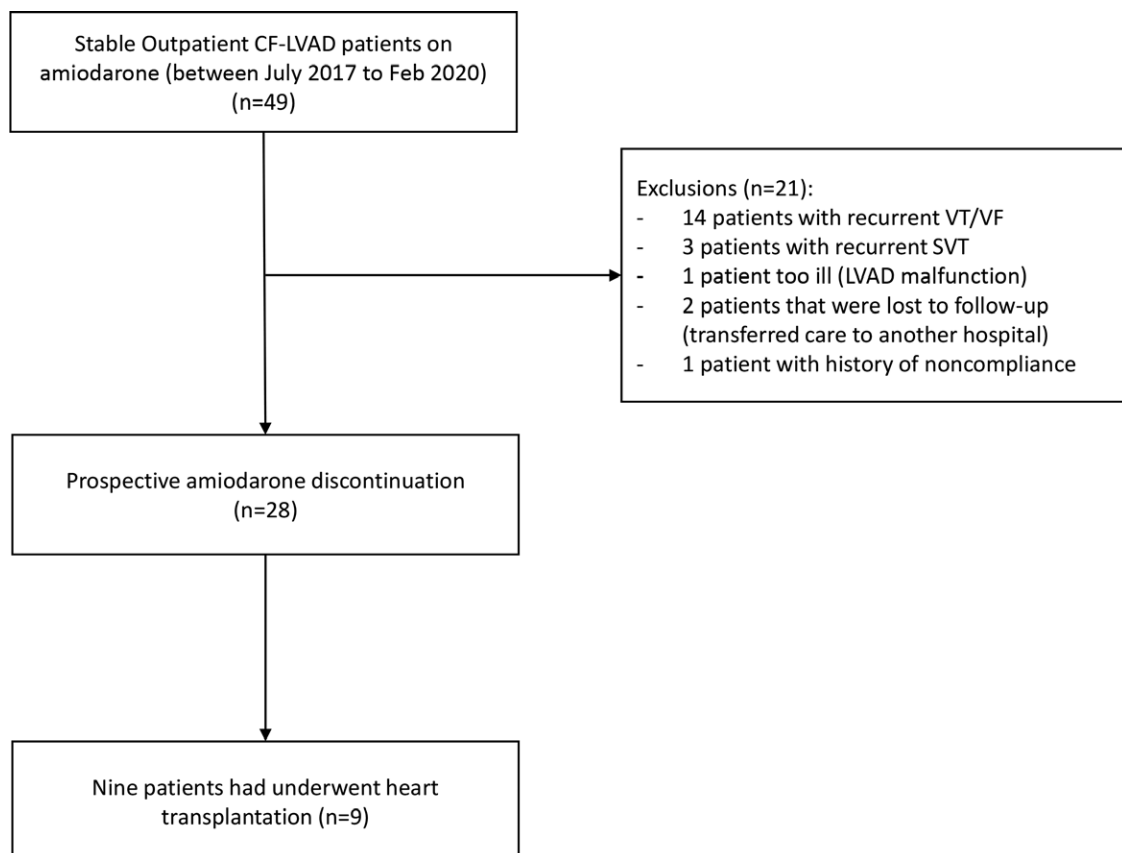 Stable Outpatient CF-LVAD patients on
amiodarone (between July 2017 to Feb 2020)
(n=49)
Exclusions (n=21):
- 14 patients with recurrent VT/VF
- 3 patients with recurrent SVT
- 1 patient too ill (LVAD malfunction)
- 2 patients that were lost to follow-up
(transferred care to another hospital)
- 1 patient with history of noncompliance
Prospective amiodarone discontinuation
(n=28)
Nine patients had underwent heart
transplantation (n=9)